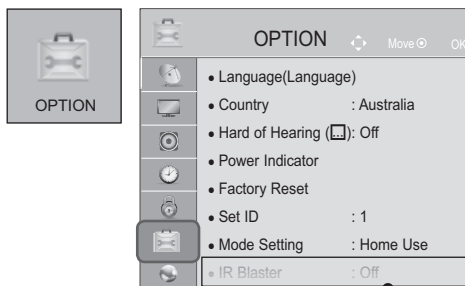 OPTION
OPTION Move OK
• Language(Language)
• Country : Australia
• Hard of Hearing (...): Off
• Power Indicator
• Factory Reset
• Set ID : 1
• Mode Setting : Home Use
• IR Blaster : Off